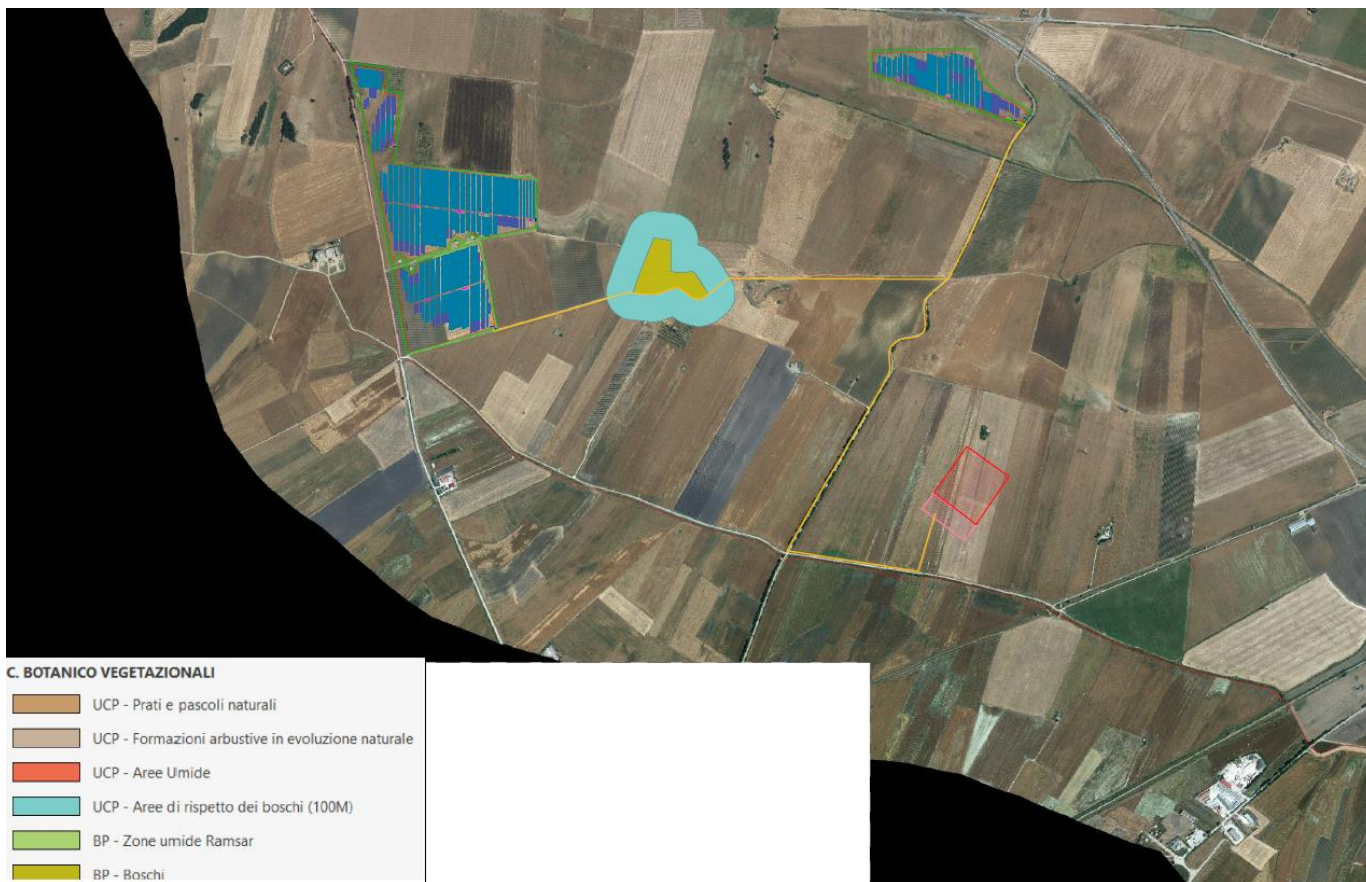 C. BOTANICO VEGETAZIONALI
UCP - Prati e pascoli naturali
UCP - Formazioni arbustive in evoluzione naturale
UCP - Aree Umide
UCP - Aree di rispetto dei boschi (100M)
BP - Zone umide Ramsar
BP - Boschi